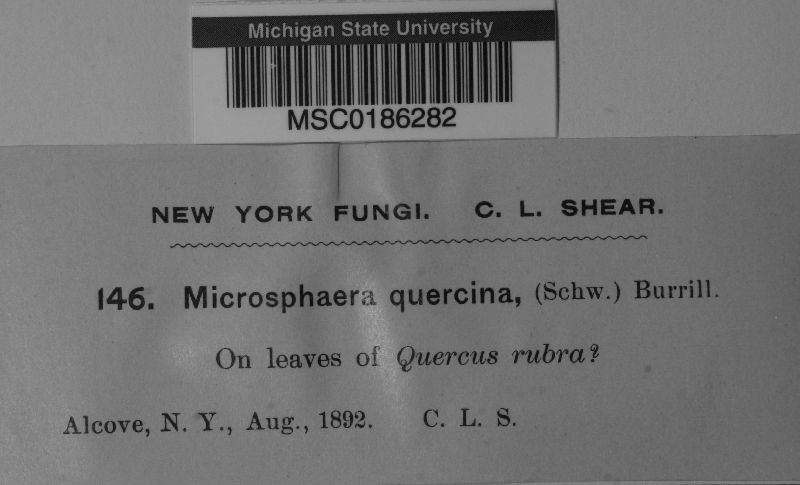 Michigan State University
MSC0186282
NEW YORK FUNGI. C. L. SHEAR.
146. Microsphaera quercina, (Schw.) Burrill.
On leaves of Quercus rubra?
Alcove, N. Y., Aug., 1892. C. L. S.